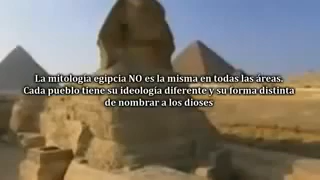 La mitología egipcia NO es la misma en todas las áreas.
Cada pueblo tiene su ideología diferente y su forma distinta
de nombrar a los dioses